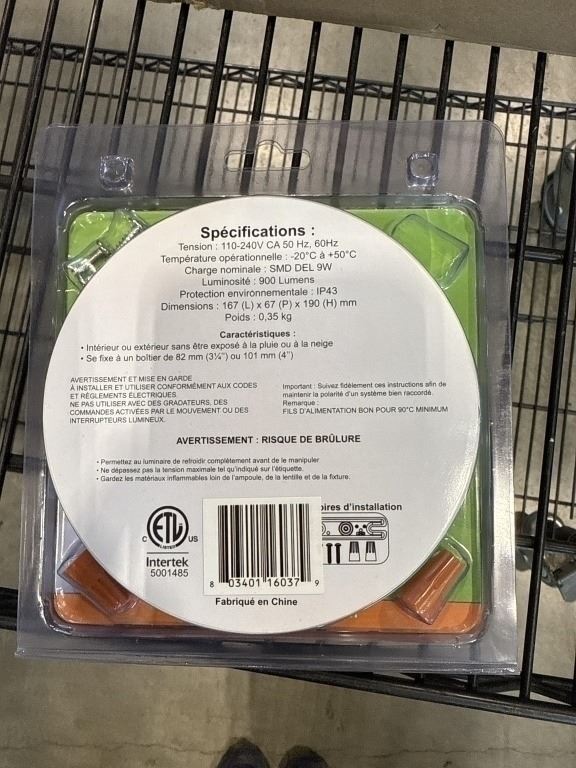 Spécifications :
Tension : 110-240V CA 50 Hz, 60Hz
Température opérationnelle : -20°C à +50°C
Charge nominale : SMD DEL 9W
Luminosité : 900 Lumens
Protection environnementale : IP43
Dimensions : 167 (L) x 67 (P) x 190 (H) mm
Poids : 0,35 kg
Caractéristiques :
• Intérieur ou extérieur sans être exposé à la pluie ou à la neige
• Se fixe à un boîtier de 82 mm (3¼") ou 101 mm (4")
AVERTISSEMENT ET MISE EN GARDE
À INSTALLER ET UTILISER CONFORMÉMENT AUX CODES
ET RÈGLEMENTS ÉLECTRIQUES.
NE PAS UTILISER AVEC DES GRADATEURS, DES
COMMANDES ACTIVÉES PAR LE MOUVEMENT OU DES
INTERRUPTEURS LUMINEUX.
Important : Suivez fidèlement ces instructions afin de
maintenir la polarité d'un système bien raccordé.
Remarque :
FILS D'ALIMENTATION BON POUR 90°C MINIMUM
AVERTISSEMENT : RISQUE DE BRÛLURE
• Permettez au luminaire de refroidir complètement avant de le manipuler
• Ne dépassez pas la tension maximale tel qu'indiqué sur l'étiquette.
• Gardez les matériaux inflammables loin de l'ampoule, de la lentille et de la fixture.
oires d'installation
C ETL US
LISTED
Intertek
5001485
8 03401 16037 9
Fabriqué en Chine